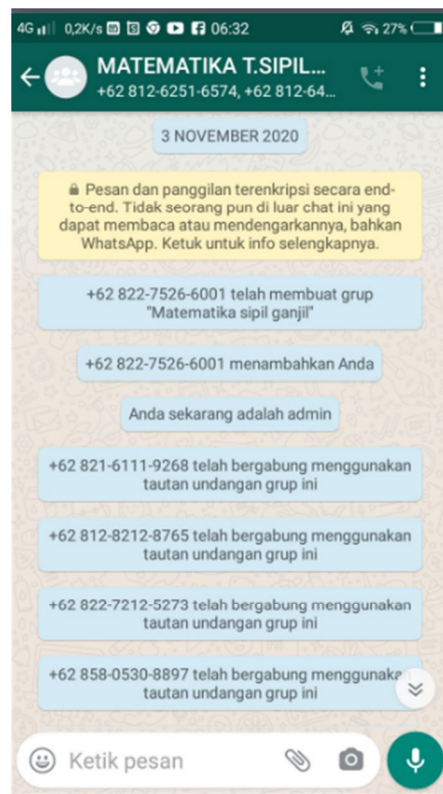 4G 0,2K/s 06:32 27%
MATEMATIKA T.SIPIL...
+62 812-6251-6574, +62 812-64...
3 NOVEMBER 2020
Pesan dan panggilan terenkripsi secara end-
to-end. Tidak seorang pun di luar chat ini yang
dapat membaca atau mendengarkannya, bahkan
WhatsApp. Ketuk untuk info selengkapnya.
+62 822-7526-6001 telah membuat grup
"Matematika sipil ganjil"
+62 822-7526-6001 menambahkan Anda
Anda sekarang adalah admin
+62 821-6111-9268 telah bergabung menggunakan
tautan undangan grup ini
+62 812-8212-8765 telah bergabung menggunakan
tautan undangan grup ini
+62 822-7212-5273 telah bergabung menggunakan
tautan undangan grup ini
+62 858-0530-8897 telah bergabung menggunaka
tautan undangan grup ini
Ketik pesan